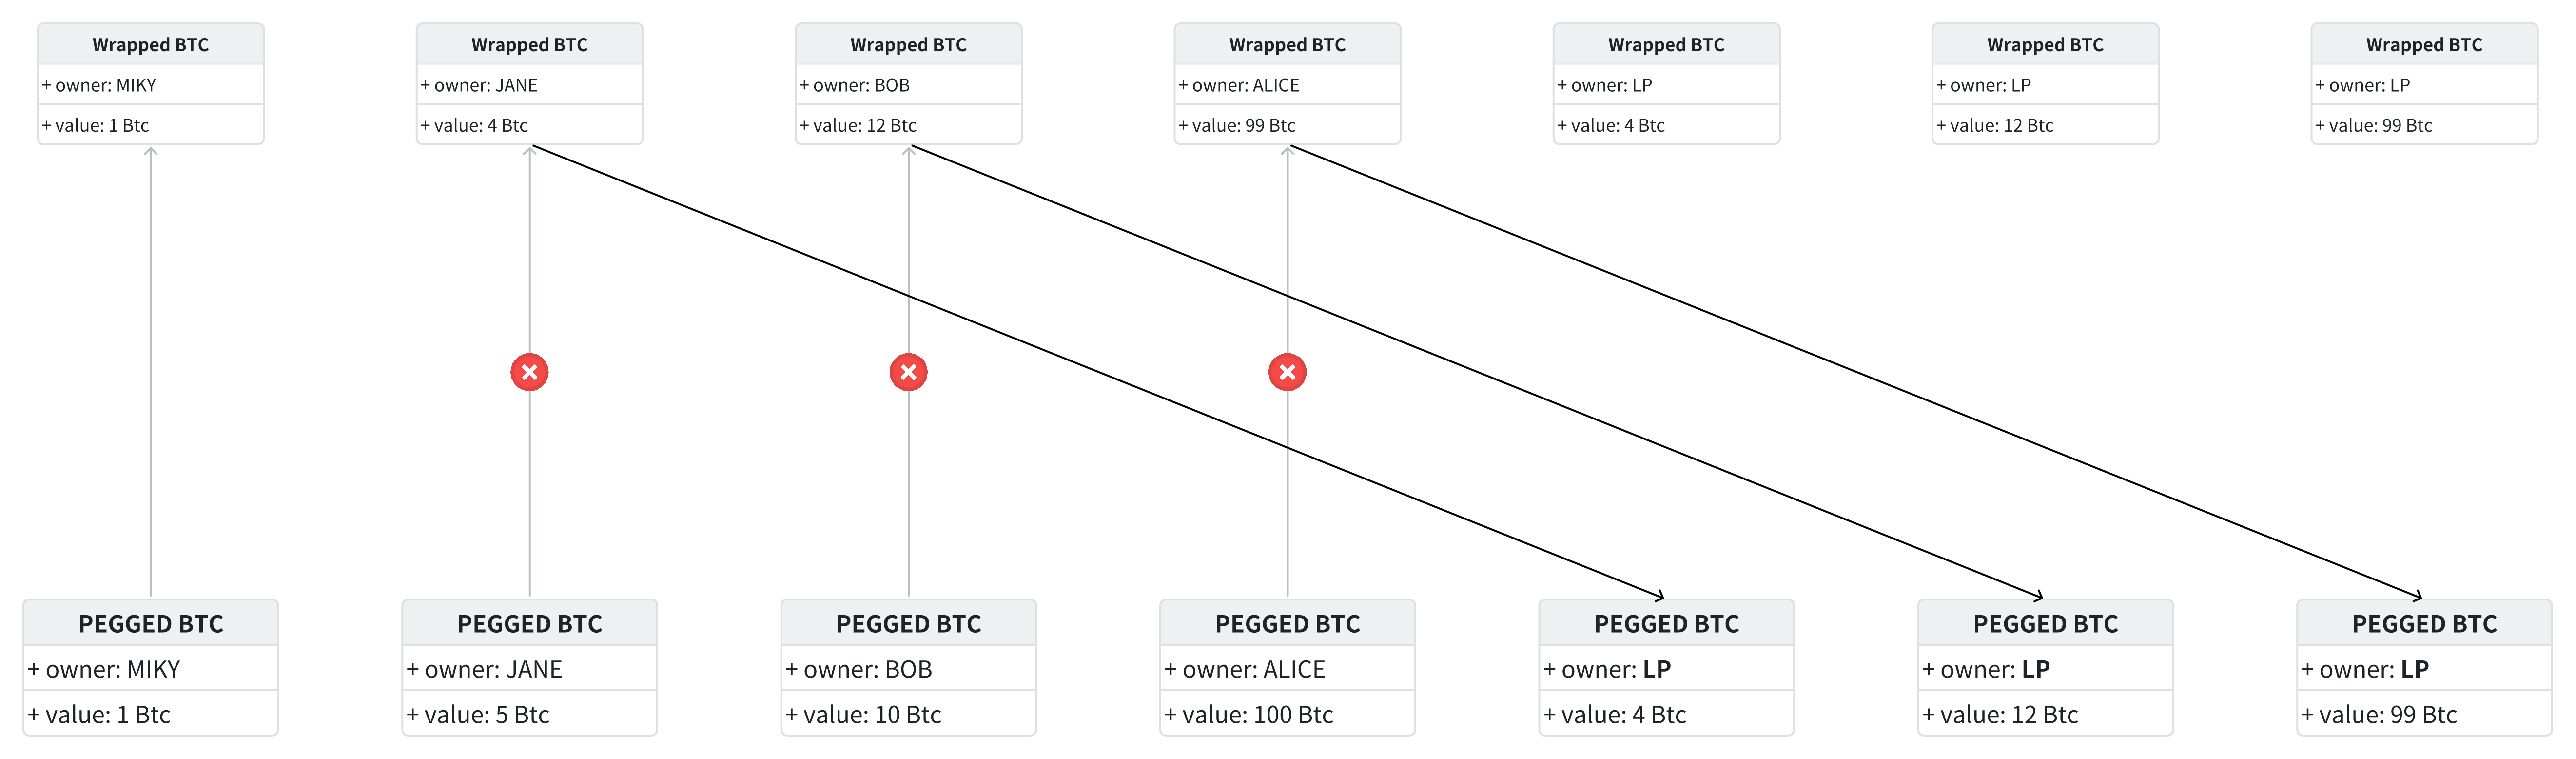 Wrapped BTC
+ owner: MIKY
+ value: 1 Btc
Wrapped BTC
+ owner: JANE
+ value: 4 Btc
Wrapped BTC
+ owner: BOB
+ value: 12 Btc
Wrapped BTC
+ owner: ALICE
+ value: 99 Btc
Wrapped BTC
+ owner: LP
+ value: 4 Btc
Wrapped BTC
+ owner: LP
+ value: 12 Btc
Wrapped BTC
+ owner: LP
+ value: 99 Btc
PEGGED BTC
+ owner: MIKY
+ value: 1 Btc
PEGGED BTC
+ owner: JANE
+ value: 5 Btc
PEGGED BTC
+ owner: BOB
+ value: 10 Btc
PEGGED BTC
+ owner: ALICE
+ value: 100 Btc
PEGGED BTC
+ owner: LP
+ value: 4 Btc
PEGGED BTC
+ owner: LP
+ value: 12 Btc
PEGGED BTC
+ owner: LP
+ value: 99 Btc